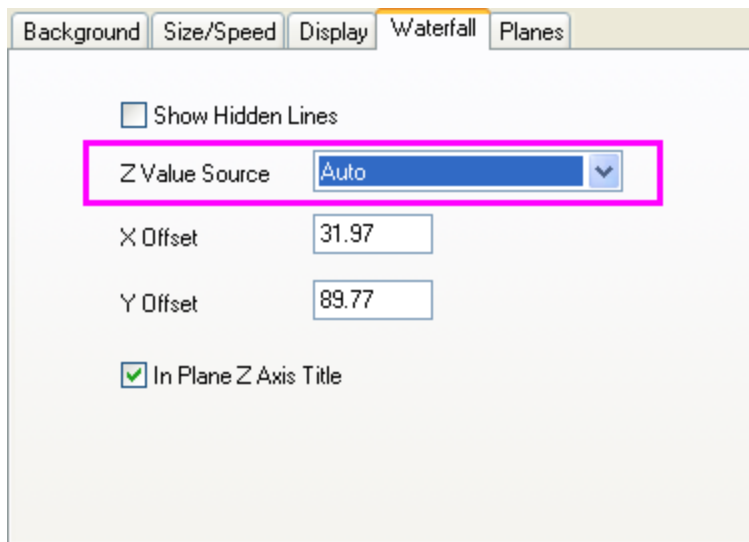 Background Size/Speed Display Waterfall Planes
Show Hidden Lines
Z Value Source Auto
X Offset 31.97
Y Offset 89.77
In Plane Z Axis Title